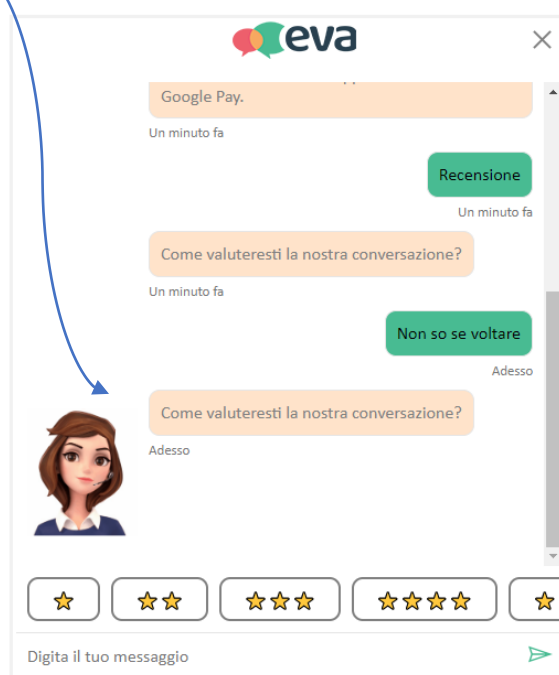 eva
Google Pay.
Un minuto fa
Recensione
Un minuto fa
Come valuteresti la nostra conversazione?
Un minuto fa
Non so se voltare
Adesso
Come valuteresti la nostra conversazione?
Adesso
Digita il tuo messaggio